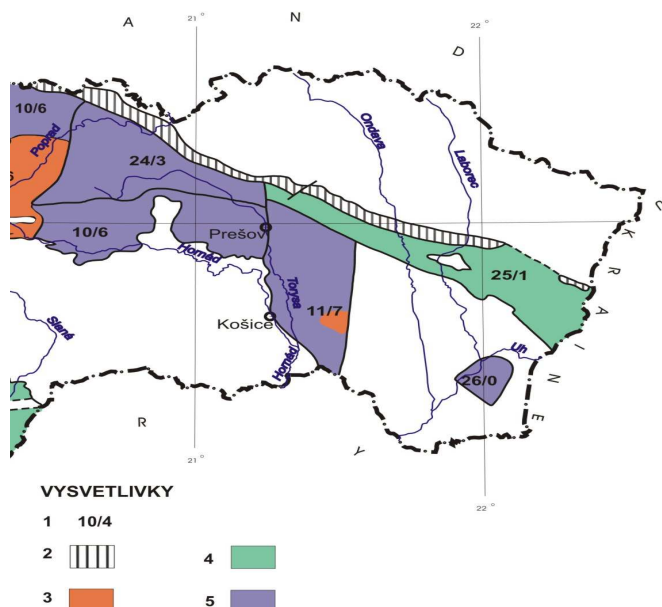 A
N
D
21 °
22 °
10/6
Poprad
24/3
Ondava
Laborec
U
K
R
A
I
N
E
10/6
Prešov
Hornád
Torysa
11/7
25/1
Košice
Slaná
Hornád
Uh
26/0
R
Y
21 °
22 °
VYSVETLIVKY
1 10/4
2
4
3
5